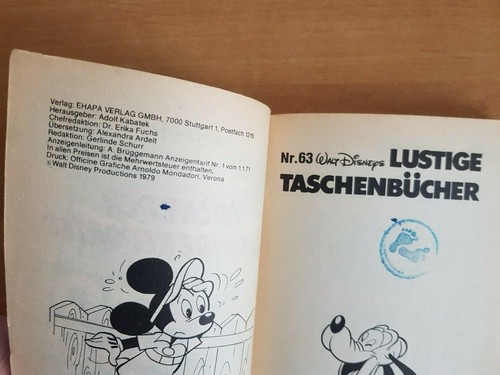 Verlag: EHAPA VERLAG GMBH, 7000 Stuttgart 1, Postfach 1215
Herausgeber: Adolf Kabatek
Chefredaktion: Dr. Erika Fuchs
Übersetzung: Alexandra Ardelt
Redaktion: Gerlinde Schurr
Anzeigenleitung: A. Brüggemann Anzeigentarif Nr. 1 vom 1.1.71
In allen Preisen ist die Mehrwertsteuer enthalten.
Druck: Officine Grafiche Arnoldo Mondadori, Verona
©Walt Disney Productions 1979
Nr. 63 Walt Disneys LUSTIGE
TASCHENBÜCHER